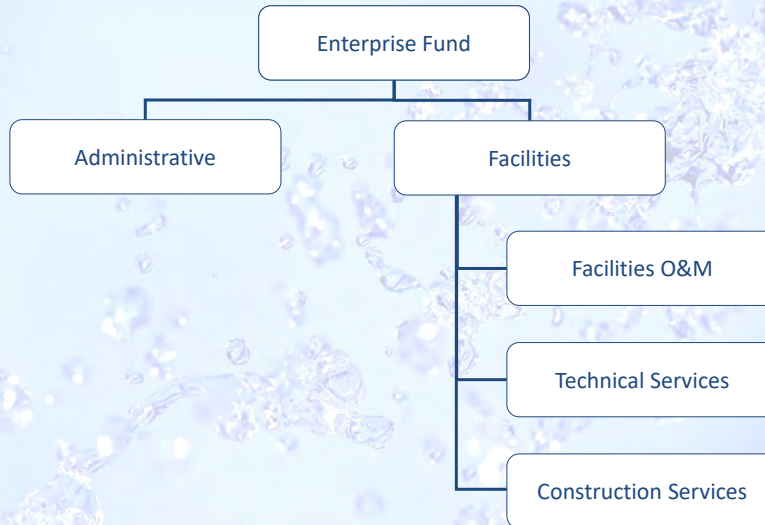 Enterprise Fund
Administrative
Facilities
Facilities O&M
Technical Services
Construction Services